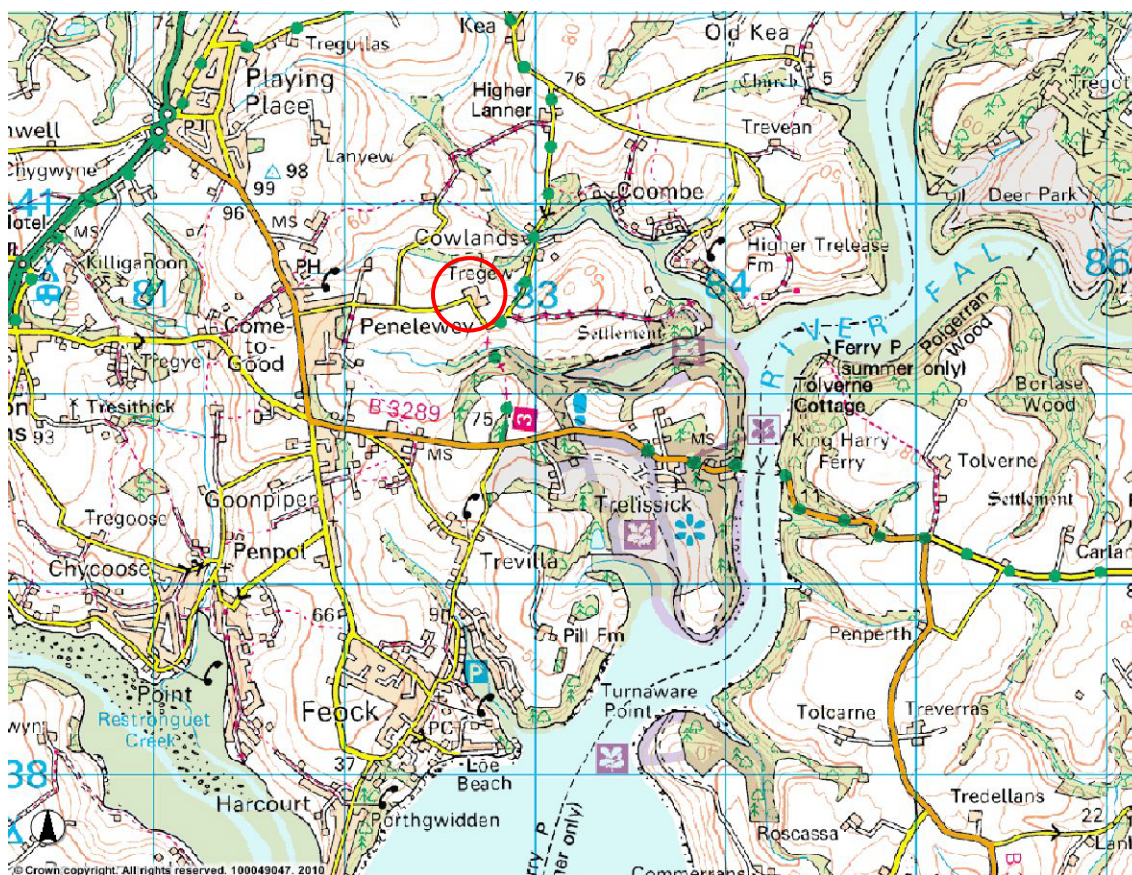 74
Treguilas
Kea
76
Old Kea
Church
5
Playing
Place
Higher
Lanner
nwell
Chygwyne
Lanyew
98
99
Trevean
Deer Park
41
Hotel
MS
96
MS
Coombe
Killiganoon
81
PH
Cowlands
Tregew
83
Higher Trelease
Fm
84
86
RIVER FAL
Come-
to-
Good
Penelewey
Settlement
Polgerran
Wood
Ferry P
(summer only)
Tregye
Tolverne
Cottage
Borlase
Wood
Tresithick
93
B 3289
75
3
MS
MS
King Harry
Ferry
Tolverne
Goonpiper
11
Settlement
Tregoose
Trelissick
Chycoose
Penpol
Trevilla
Carlan
66
9
Pill Fm
Penperth
Point
P
Restronguet
Creek
Feock
PC
Turnaware
Point
Tolcarne
Treverras
38
37
Loe
Beach
Harcourt
Porthgwidden
Tredellans
22
Roscassa
Commerrans
© Crown copyright. All rights reserved. 100049047. 2010